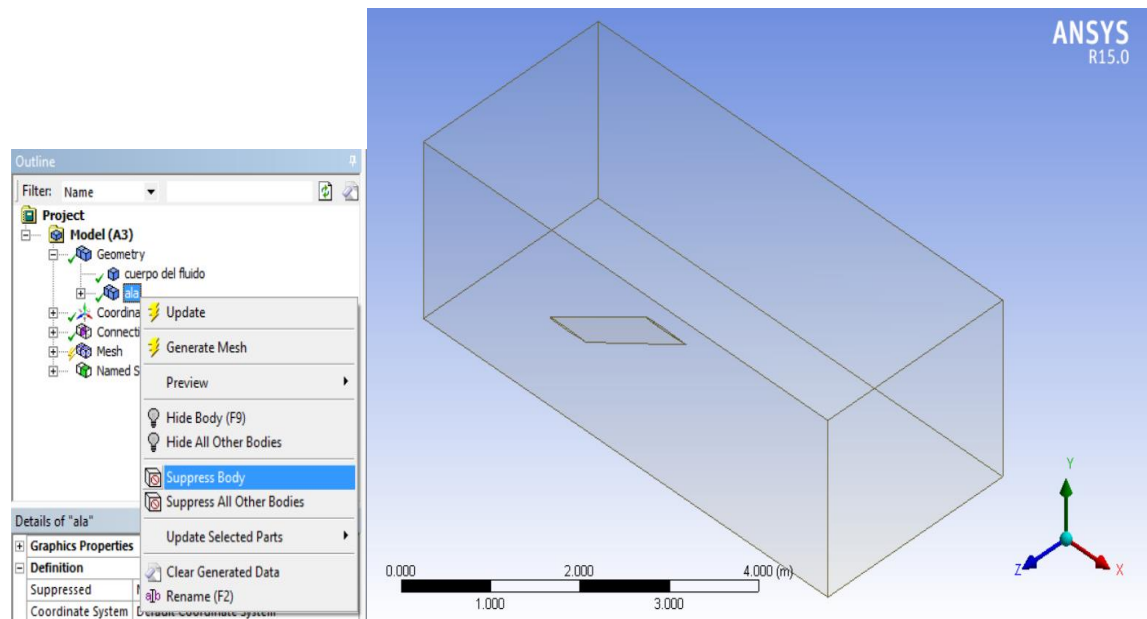 Outline
Filter: Name
Project
Model (A3)
Geometry
cuerpo del fluido
ala
Coordina
Connecti
Mesh
Named S
Update
Generate Mesh
Preview
Hide Body (F9)
Hide All Other Bodies
Suppress Body
Suppress All Other Bodies
Update Selected Parts
Clear Generated Data
Rename (F2)
Details of "ala"
Graphics Properties
Definition
Suppressed
Coordinate System Default Coordinate System
ANSYS
R15.0
0.000 2.000 4.000 (m)
1.000 3.000
Y
Z X